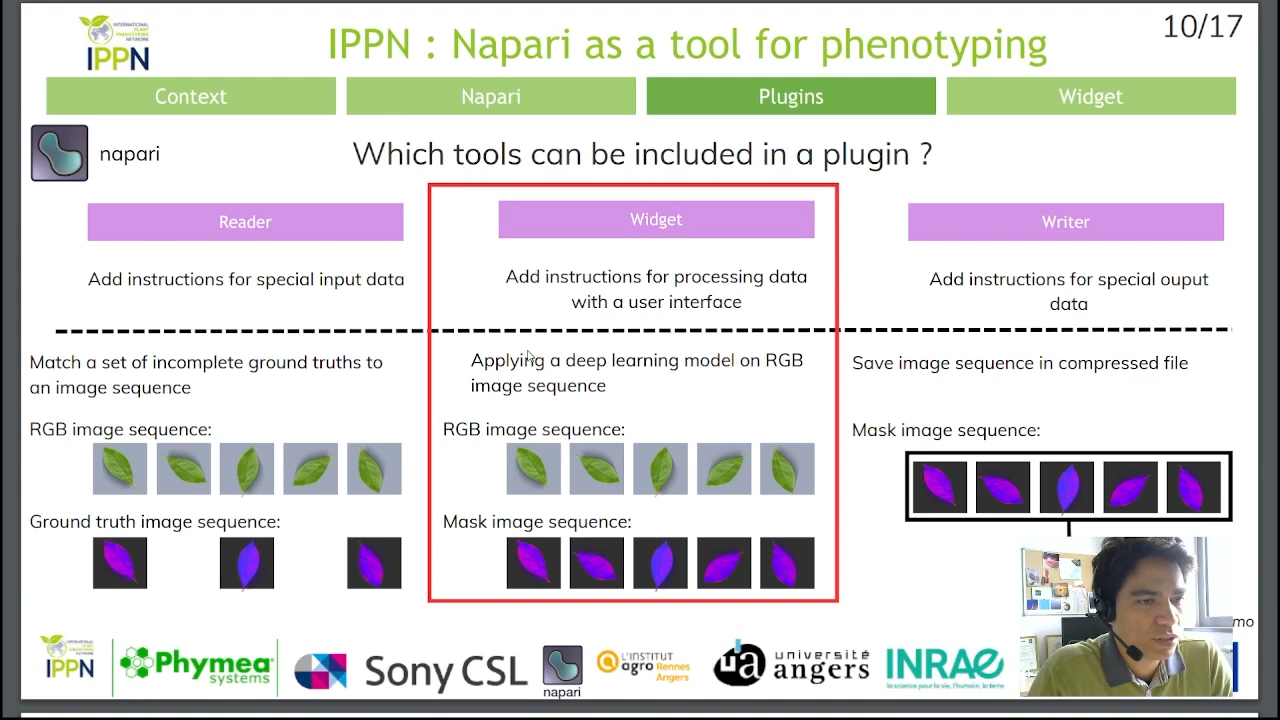 10/17
INTERNATIONAL
PLANT
PHENOTYPING
NETWORK
IPPN
IPPN : Napari as a tool for phenotyping
Context
Napari
Plugins
Widget
napari
Which tools can be included in a plugin ?
Reader
Add instructions for special input data
Match a set of incomplete ground truths to
an image sequence
RGB image sequence:
Ground truth image sequence:
Widget
Add instructions for processing data
with a user interface
Applying a deep learning model on RGB
image sequence
RGB image sequence:
Mask image sequence:
Writer
Add instructions for special ouput
data
Save image sequence in compressed file
Mask image sequence:
mo
IPPN
Phymea
systems
Sony CSL
napari
L'INSTITUT
agro Rennes
Angers
ua
université
angers
INRAE
la science pour la vie, l'humain, la terre